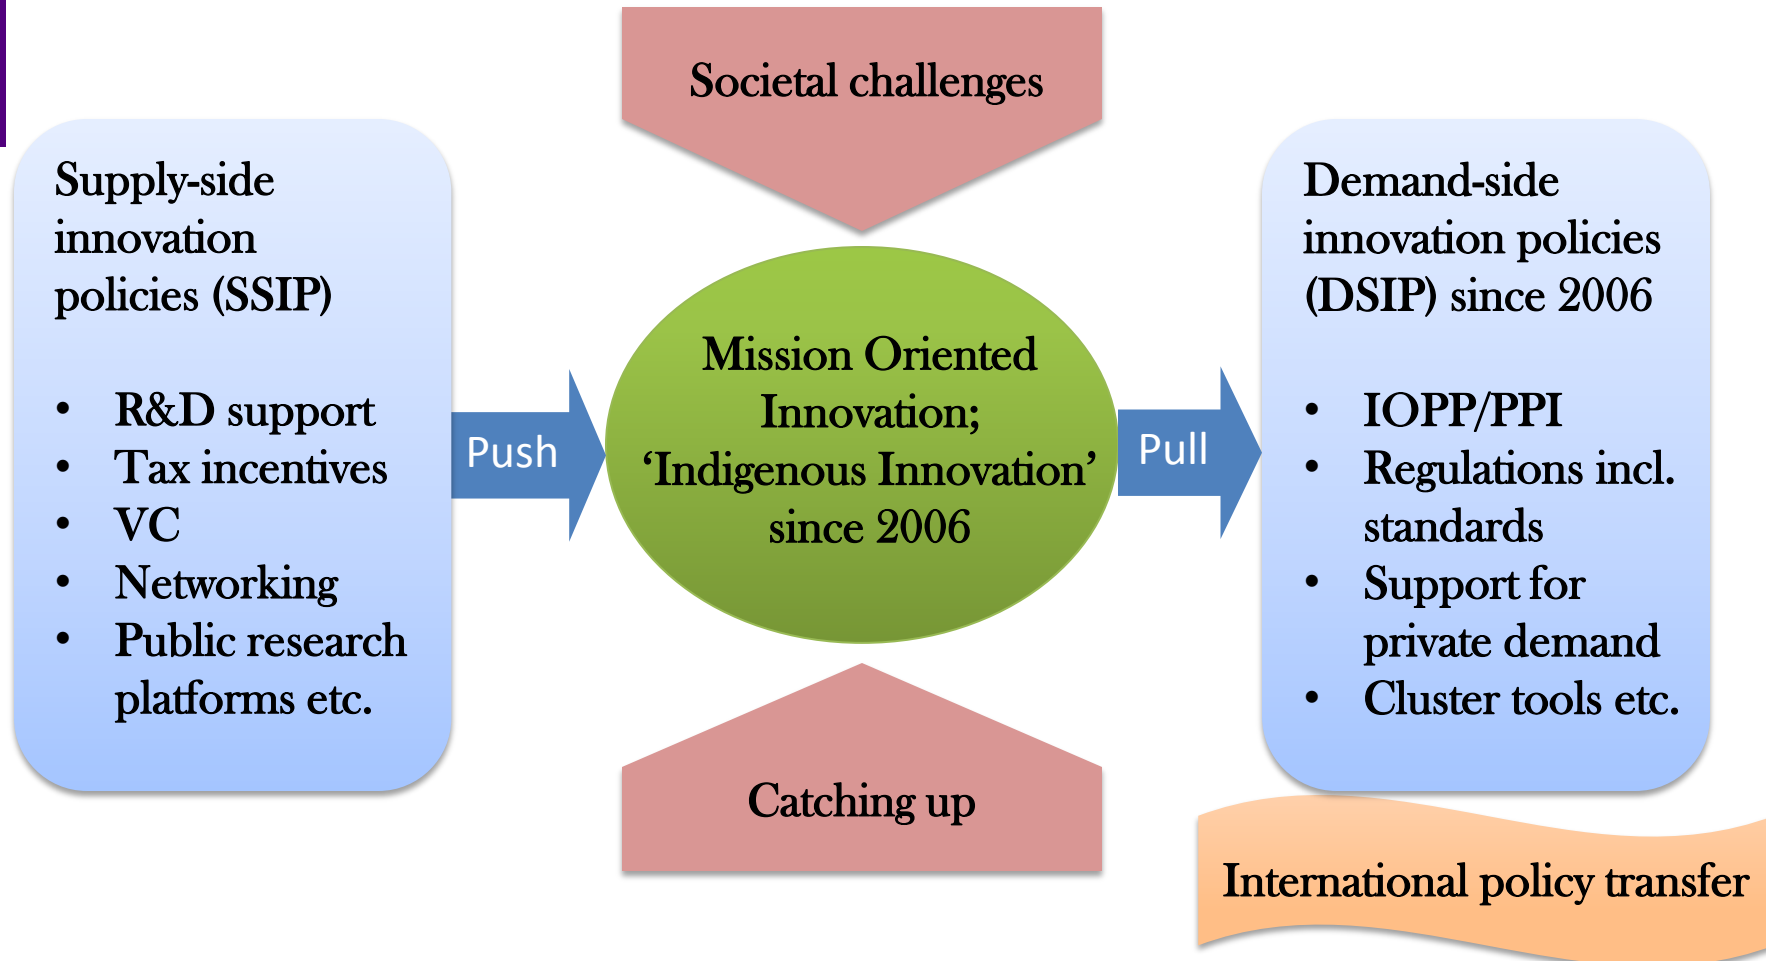 Societal challenges
Supply-side
innovation
policies (SSIP)
• R&D support
• Tax incentives
• VC
• Networking
• Public research
platforms etc.
Push
Mission Oriented
Innovation;
‘Indigenous Innovation’
since 2006
Pull
Demand-side
innovation policies
(DSIP) since 2006
• IOPP/PPI
• Regulations incl.
standards
• Support for
private demand
• Cluster tools etc.
Catching up
International policy transfer